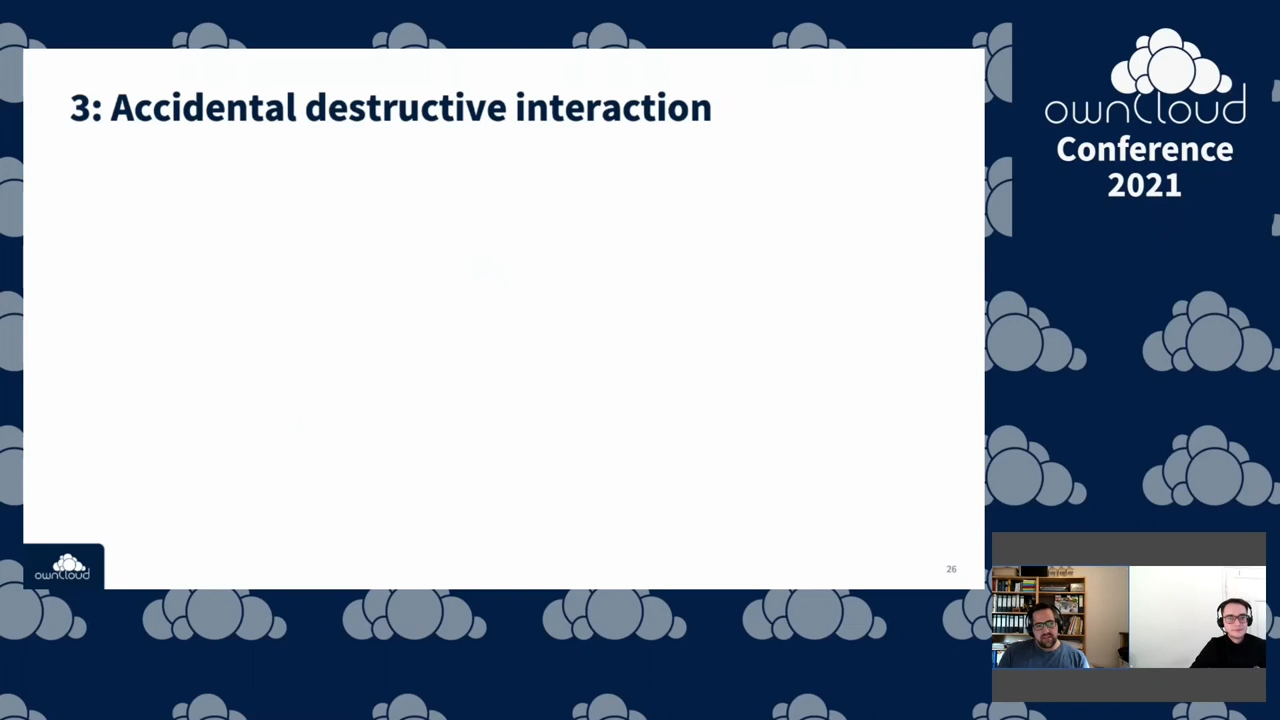 3: Accidental destructive interaction
ownCloud
Conference
2021
ownCloud
26